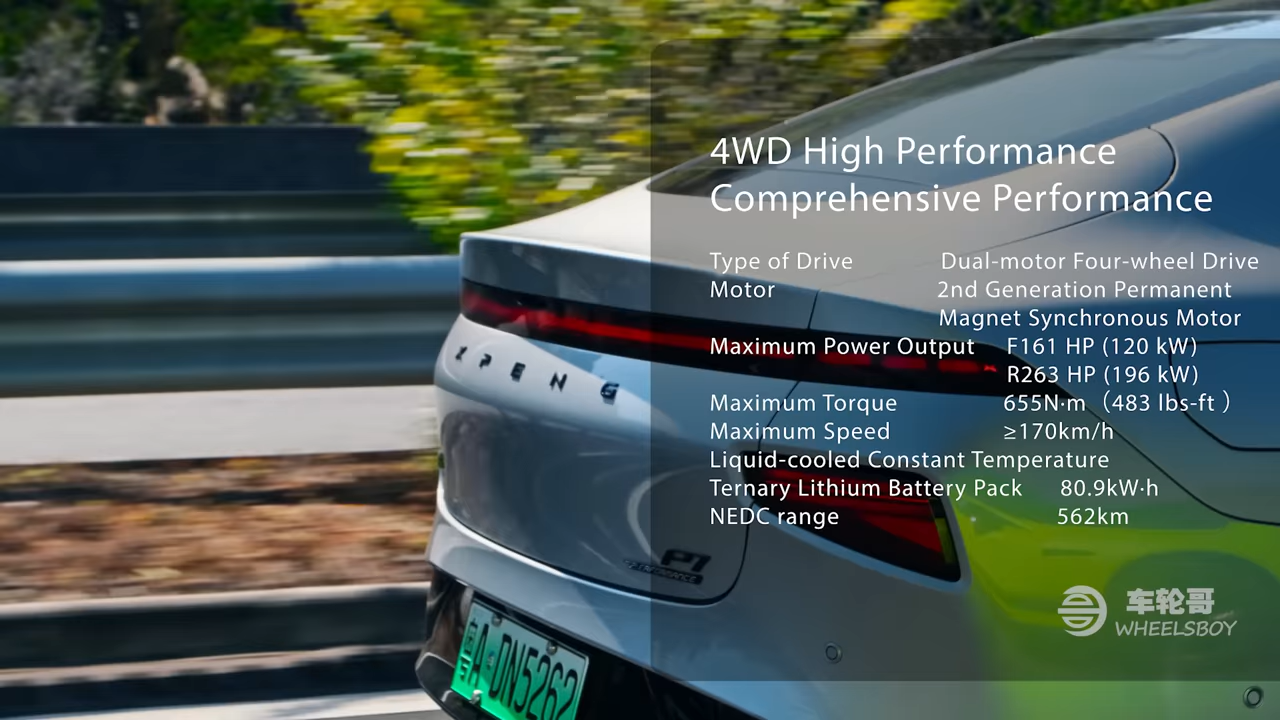 4WD High Performance
Comprehensive Performance
Type of Drive Dual-motor Four-wheel Drive
Motor 2nd Generation Permanent
Magnet Synchronous Motor
Maximum Power Output F161 HP (120 kW)
R263 HP (196 kW)
Maximum Torque 655N·m（483 lbs-ft ）
Maximum Speed ≥170km/h
Liquid-cooled Constant Temperature
Ternary Lithium Battery Pack 80.9kW·h
NEDC range 562km
XPENG
P7
A DN5262
车轮哥
WHEELSBOY